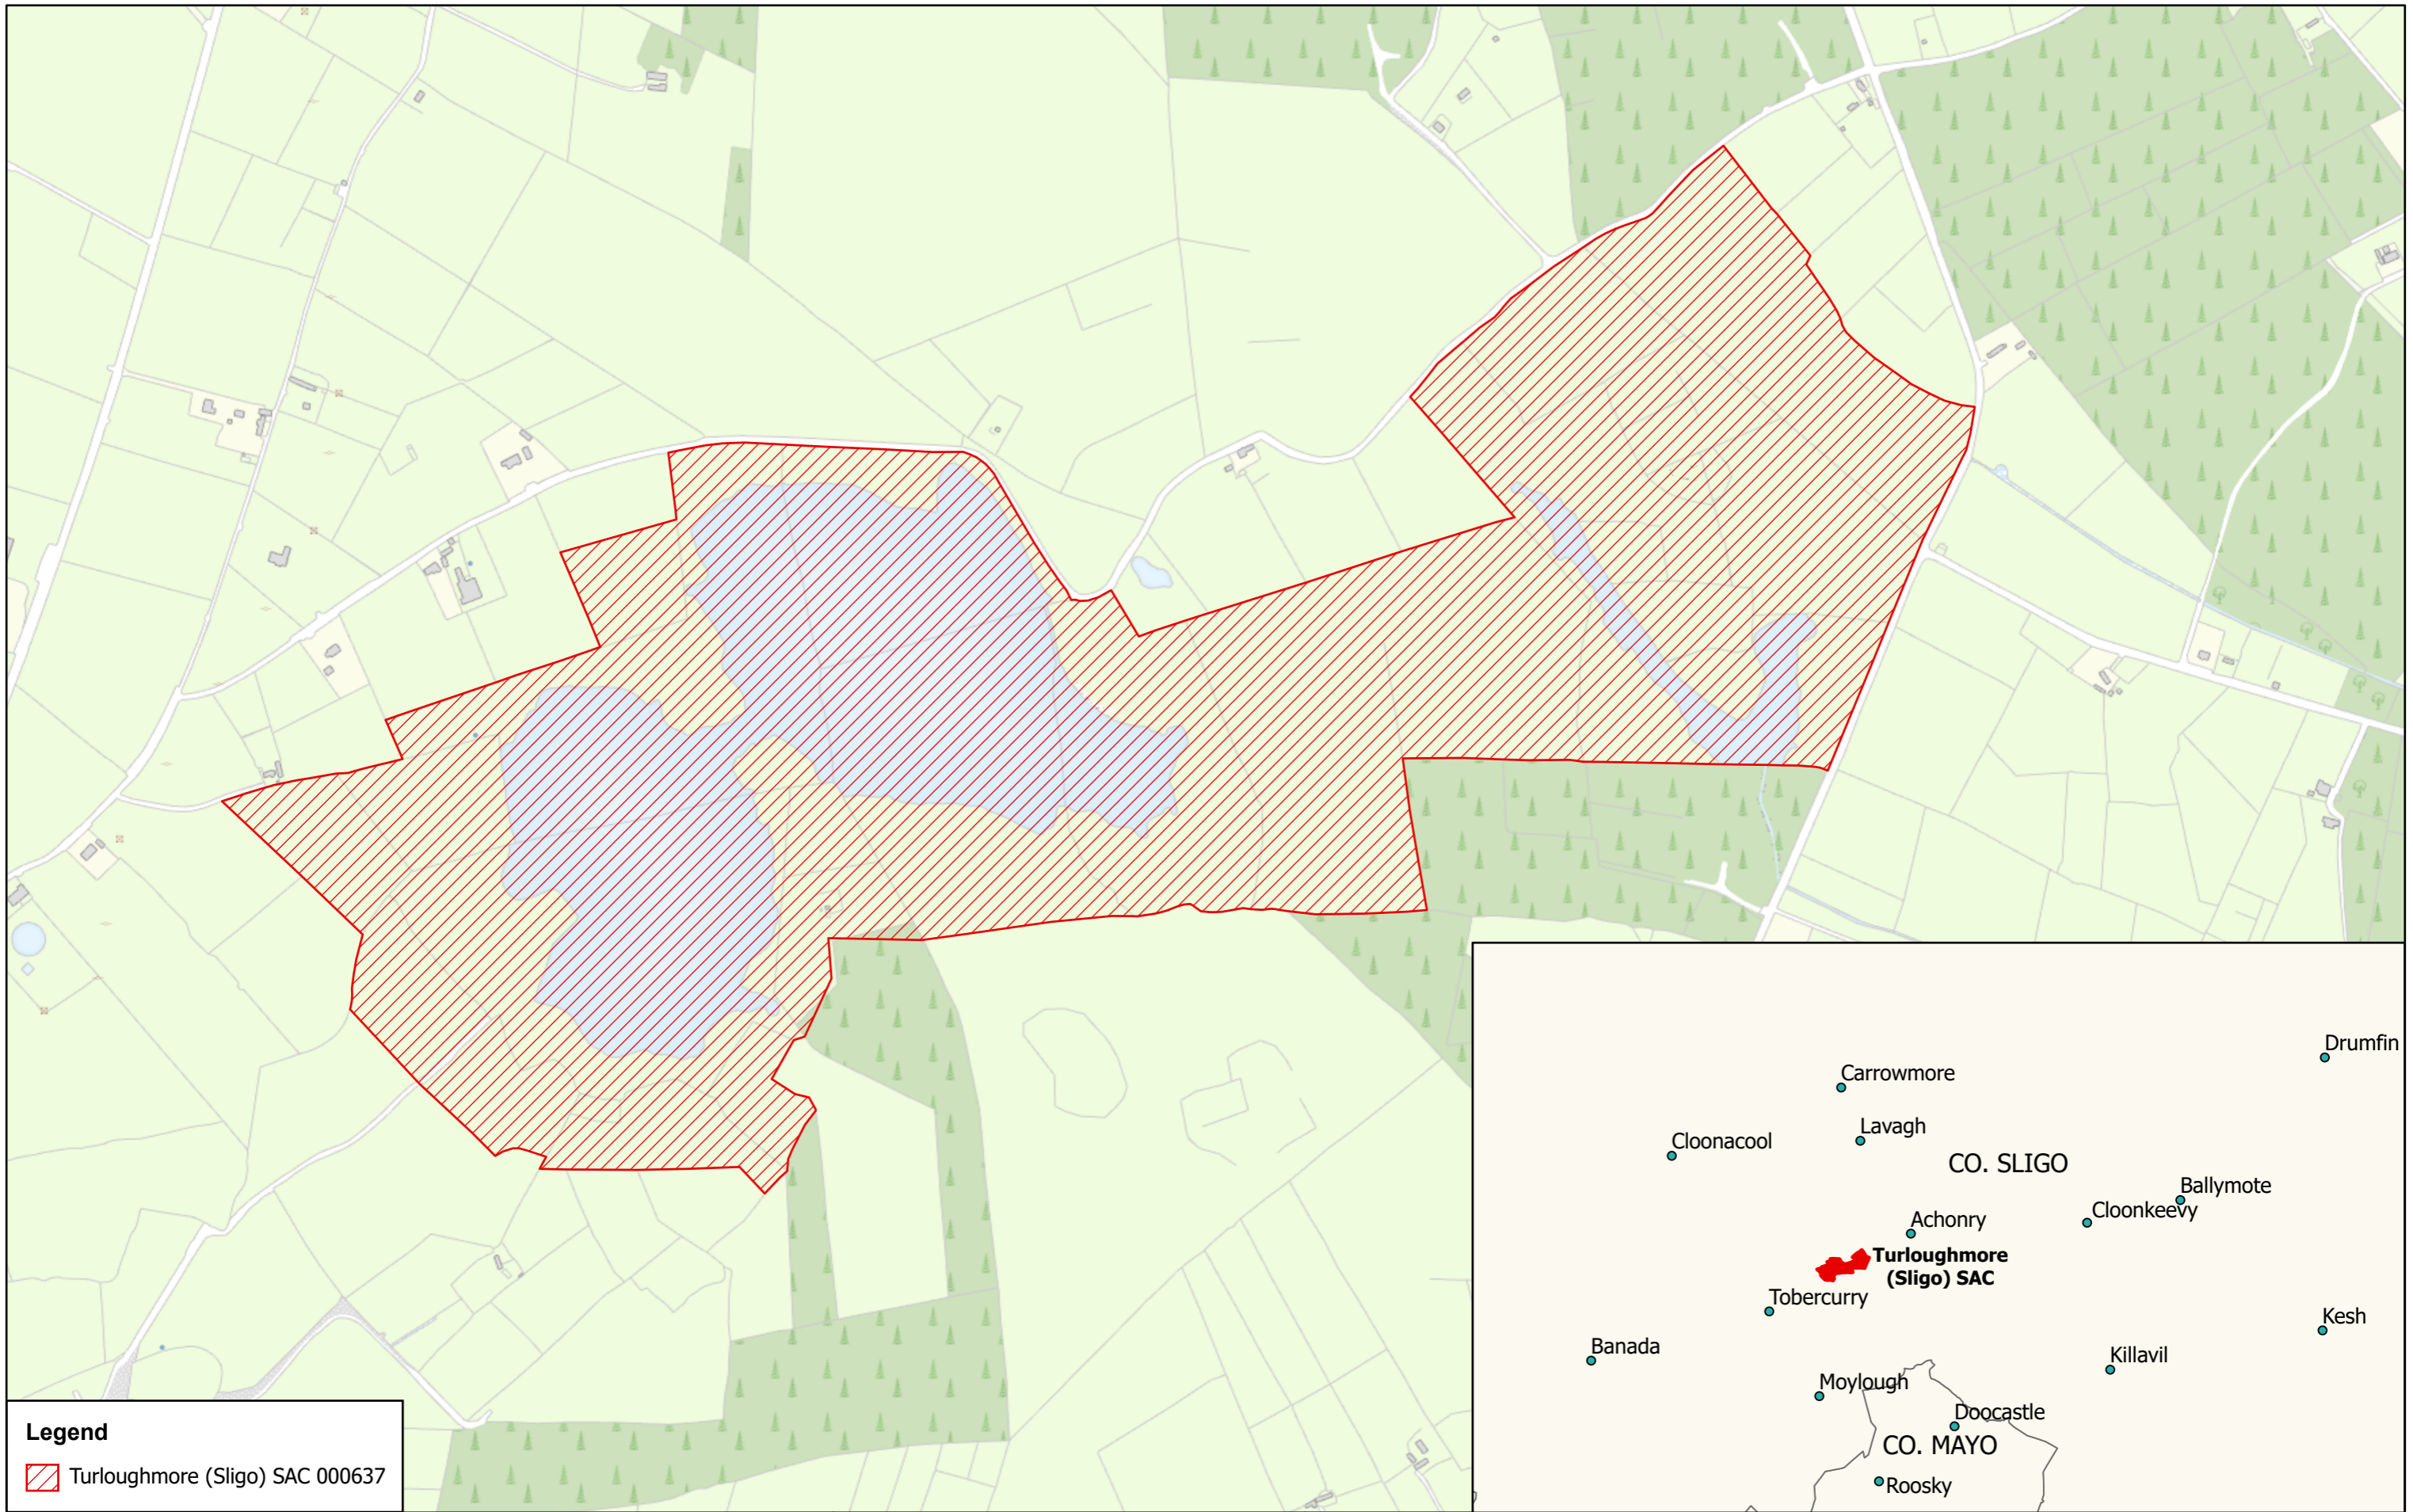 Drumfin
Carrowmore
Lavagh
Cloonacool
CO. SLIGO
Ballymote
Cloonkeevy
Achonry
Turloughmore
(Sligo) SAC
Tobercurry
Kesh
Banada
Killavil
Moylough
Doocastle
CO. MAYO
Roosky
Legend
Turloughmore (Sligo) SAC 000637